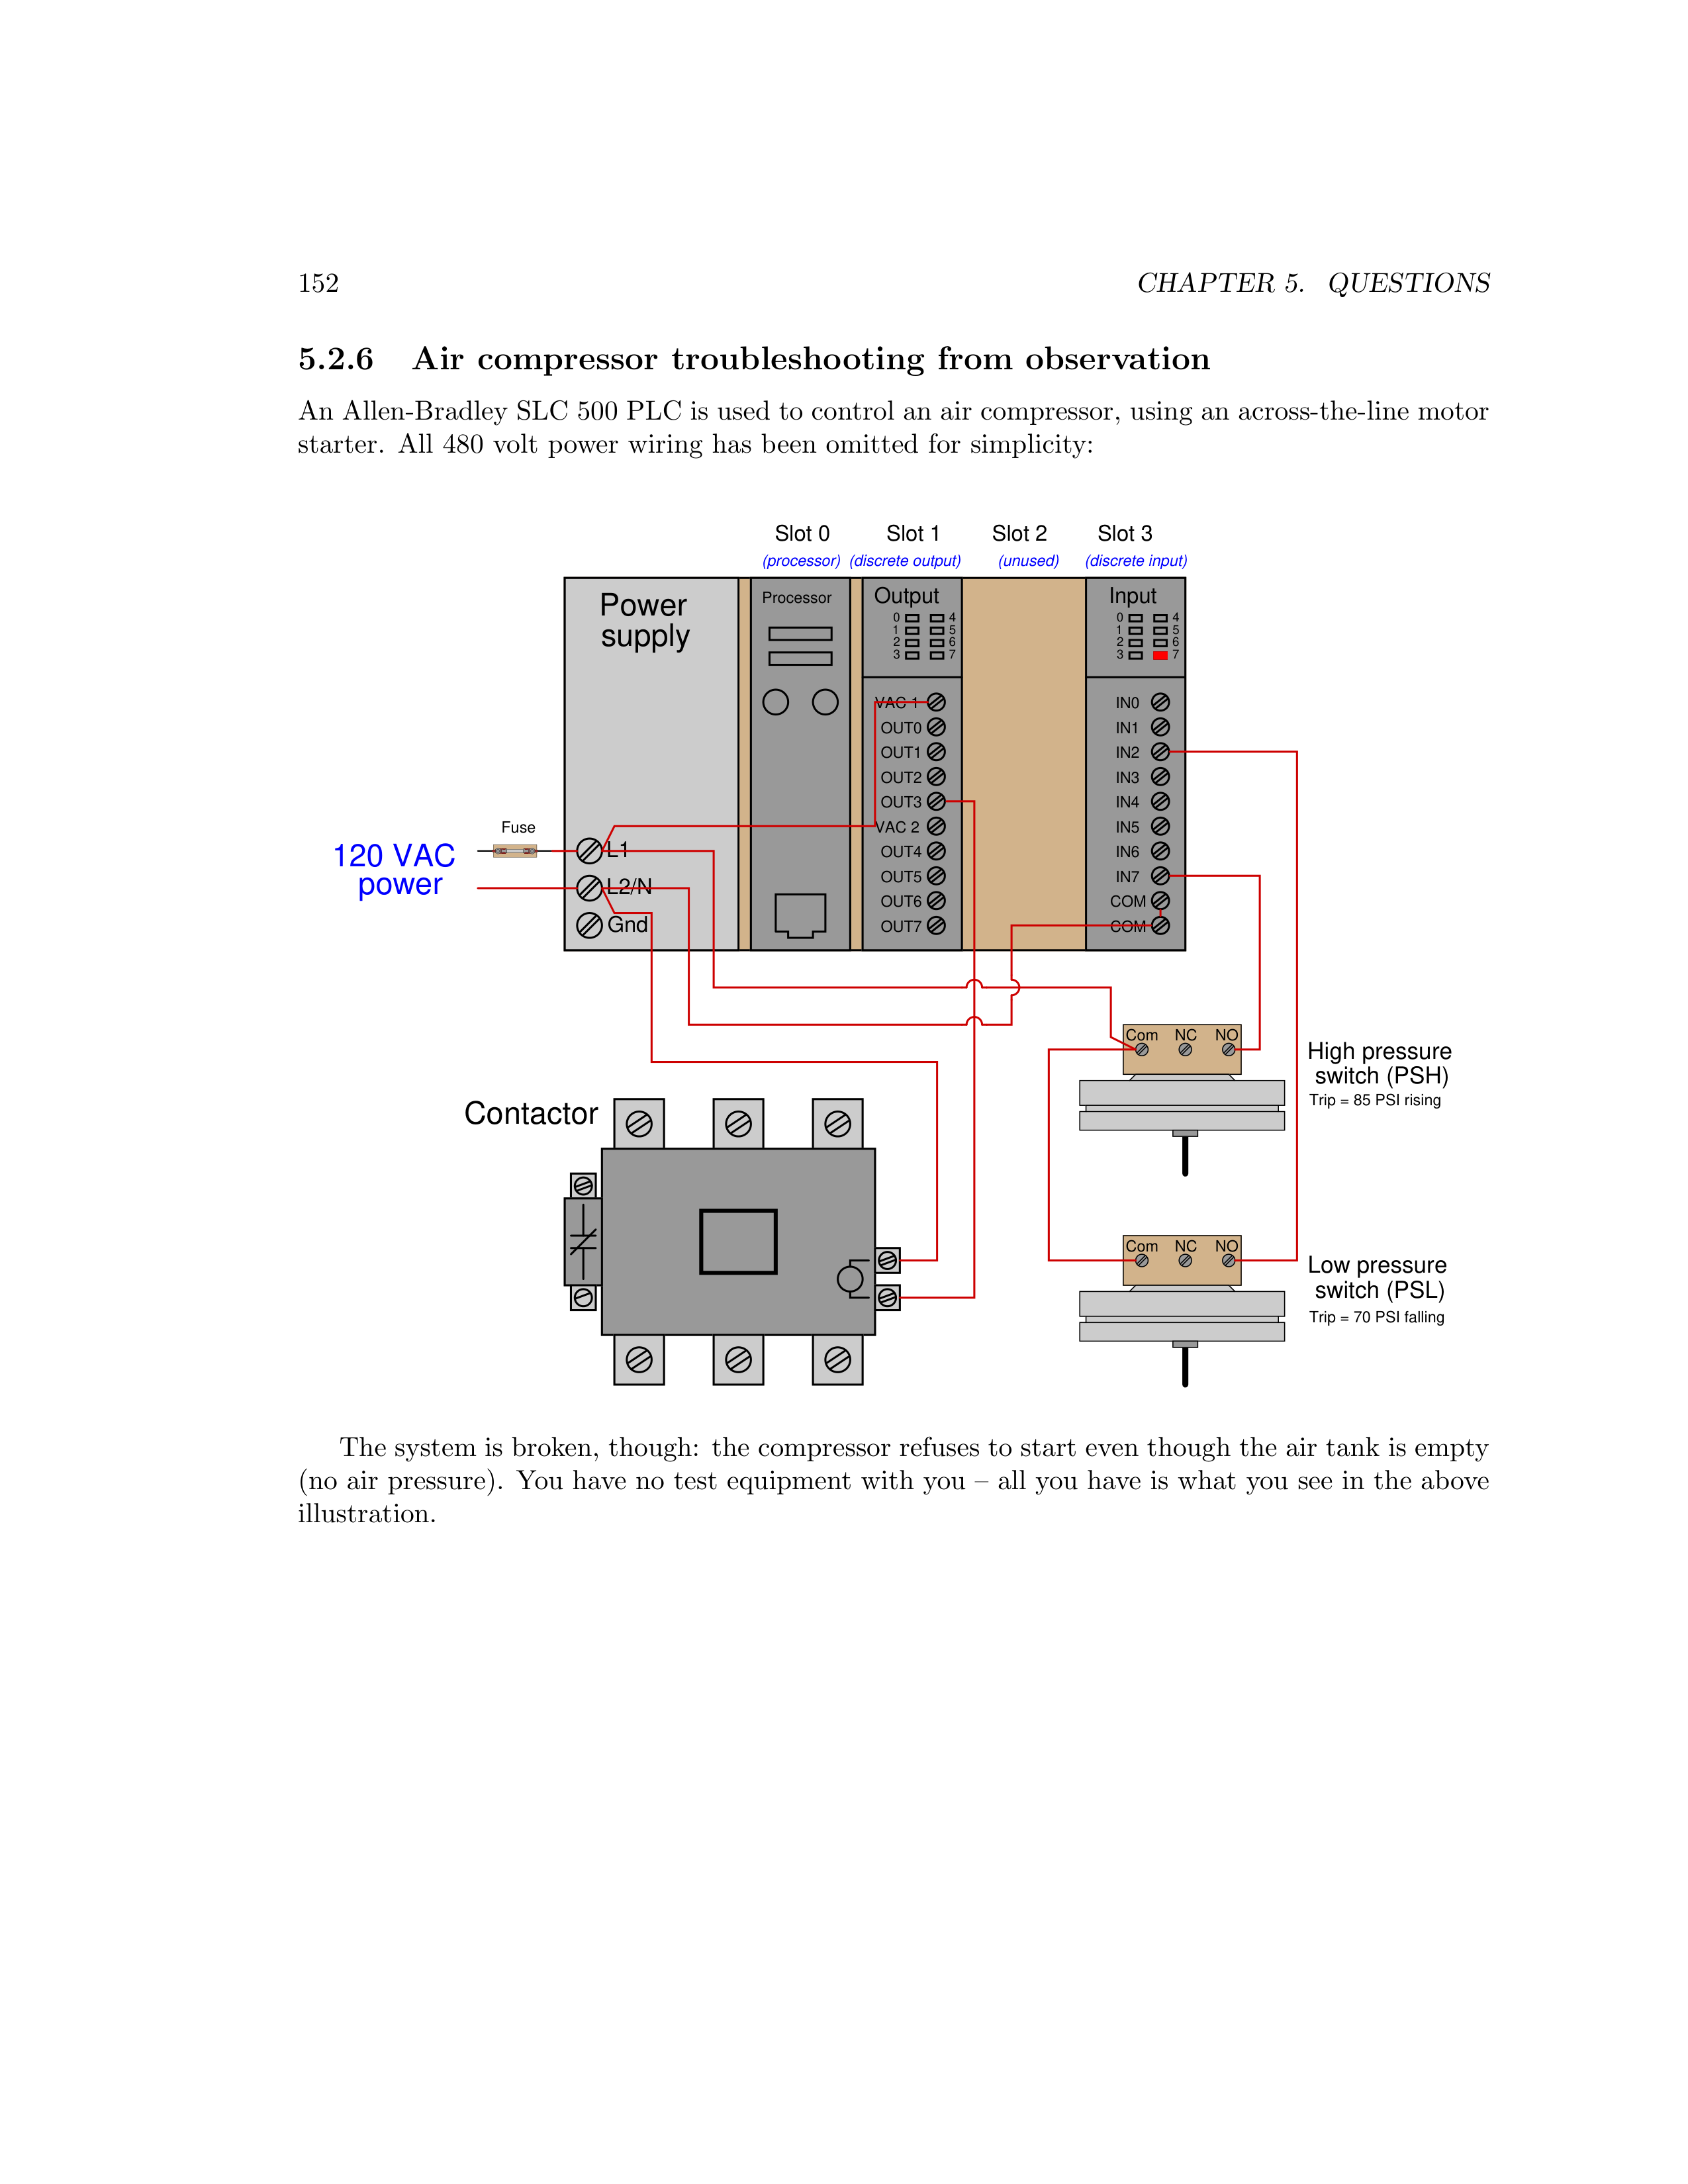 152 CHAPTER 5. QUESTIONS
5.2.6 Air compressor troubleshooting from observation
An Allen-Bradley SLC 500 PLC is used to control an air compressor, using an across-the-line motor
starter. All 480 volt power wiring has been omitted for simplicity:
Slot 0 Slot 1 Slot 2 Slot 3
(processor) (discrete output) (unused) (discrete input)
Power
supply
Processor
Output
0 4
1 5
2 6
3 7
Input
0 4
1 5
2 6
3 7
VAC 1
OUT0
OUT1
OUT2
OUT3
VAC 2
OUT4
OUT5
OUT6
OUT7
IN0
IN1
IN2
IN3
IN4
IN5
IN6
IN7
COM
COM
Fuse
120 VAC
power
L1
L2/N
Gnd
Com NC NO
High pressure
switch (PSH)
Trip = 85 PSI rising
Contactor
Com NC NO
Low pressure
switch (PSL)
Trip = 70 PSI falling
The system is broken, though: the compressor refuses to start even though the air tank is empty
(no air pressure). You have no test equipment with you – all you have is what you see in the above
illustration.